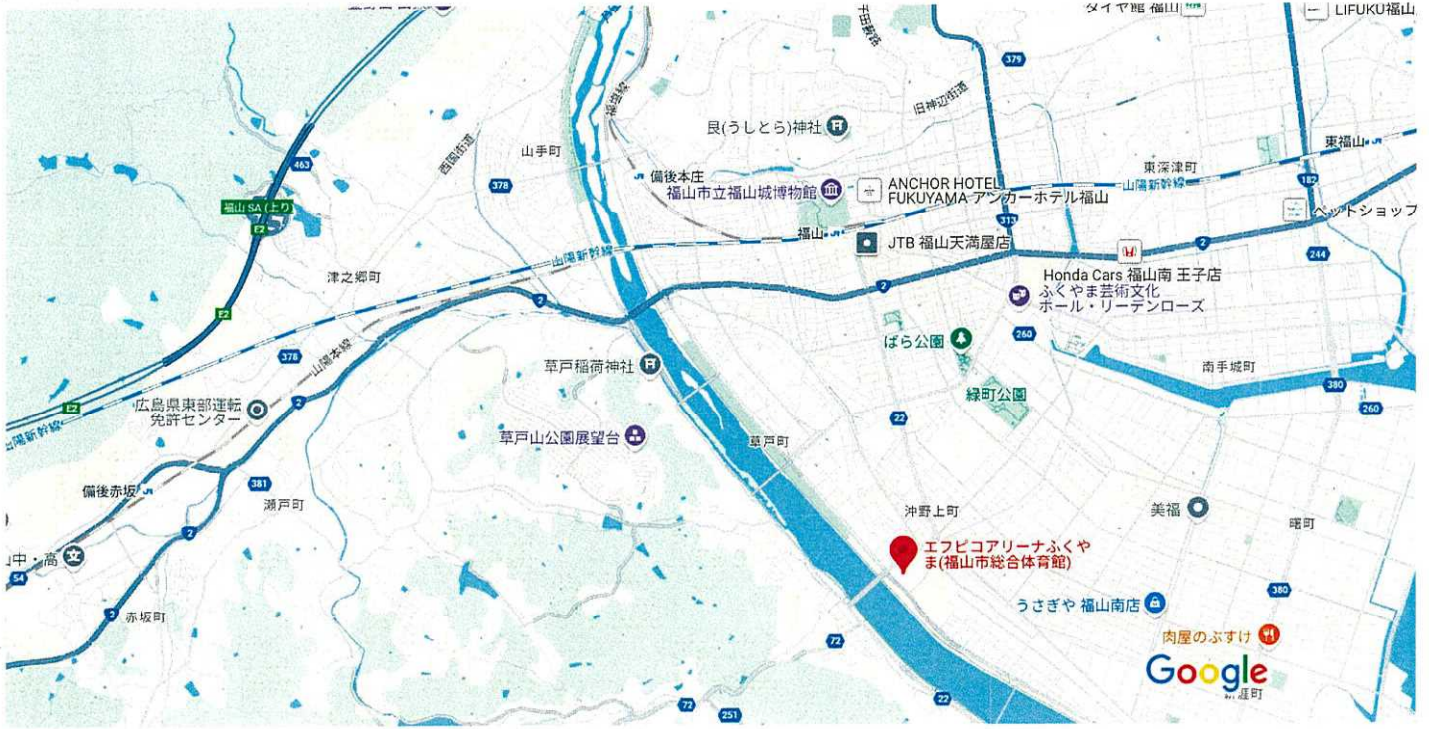 ダイヤ館 福山
LIFUKU福山
379
旧神辺街道
福塩線
艮(うしとら)神社
西国街道
山手町
463
378
備後本庄
東福山
東深津町
山陽新幹線
182
福山市立福山城博物館
ANCHOR HOTEL
FUKUYAMA アンカーホテル福山
福山 SA (上り)
E2
313
ペットショップ
福山
JTB 福山天満屋店
2
244
山陽新幹線
津之郷町
Honda Cars 福山南 王子店
ふくやま芸術文化
ホール・リーデンローズ
2
2
E2
260
ばら公園
378
山陽本線
草戸稲荷神社
南手城町
380
緑町公園
260
E2
広島県東部運転
免許センター
2
22
草戸山公園展望台
草戸町
備後赤坂
381
瀬戸町
沖野上町
美福
曙町
2
中・高
エフピコアリーナふくや
ま(福山市総合体育館)
54
380
うさぎや 福山南店
2
赤坂町
72
肉屋のぶすけ
Google
22
72
251